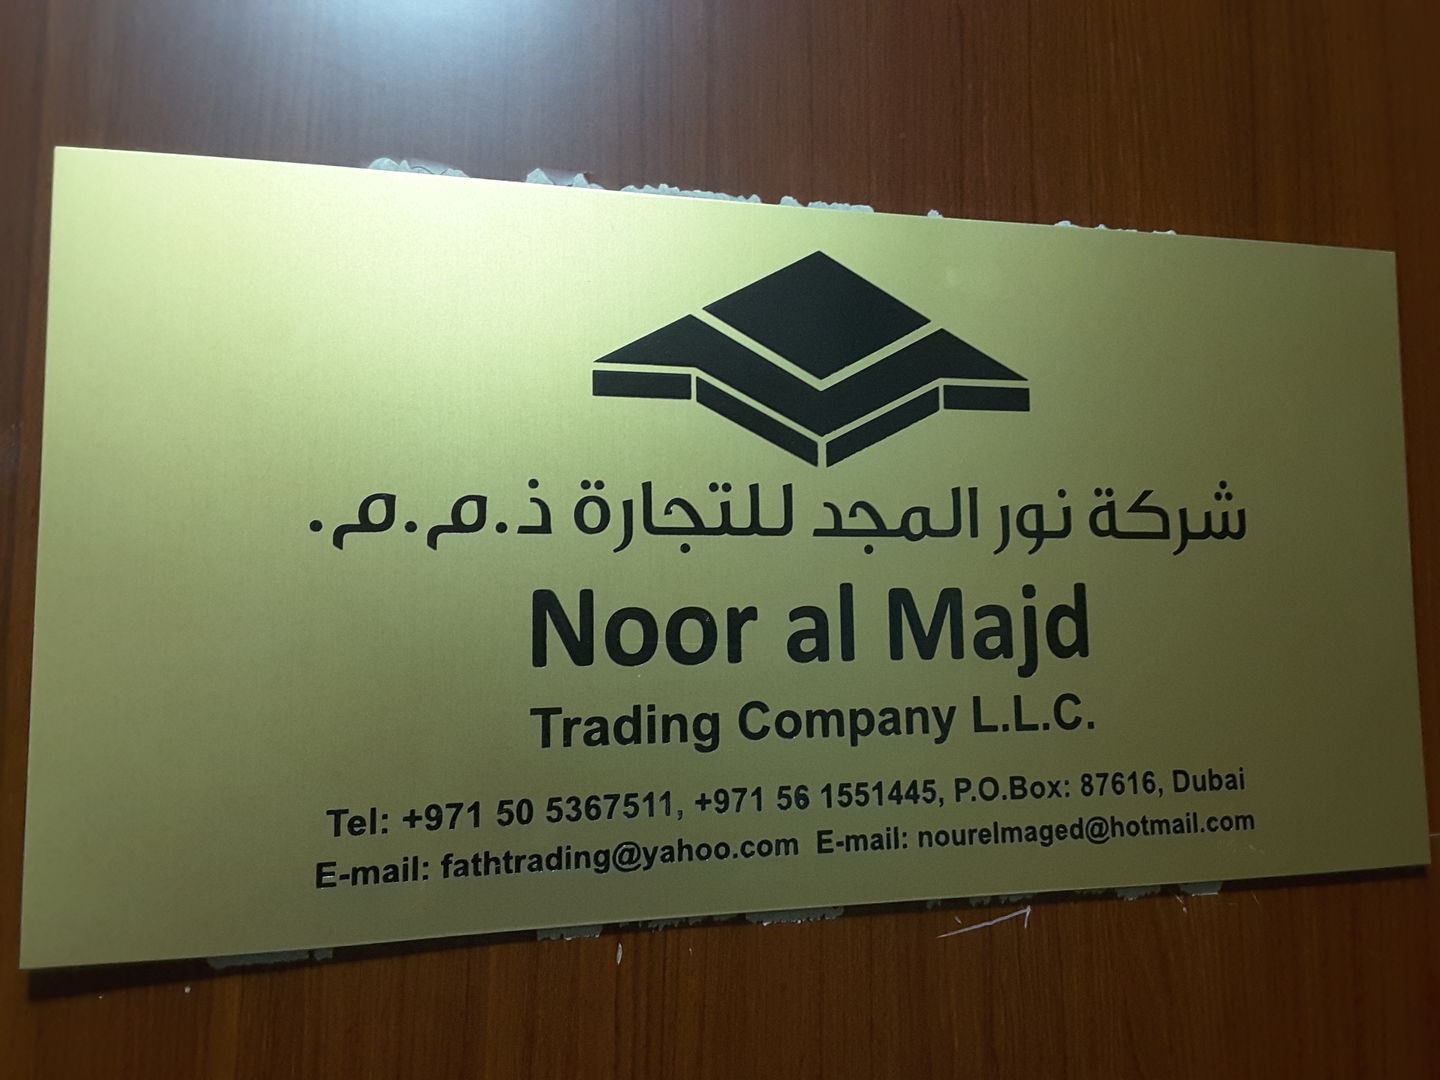 شركة نور المجد للتجارة ذ.م.م.
Noor al Majd
Trading Company L.L.C.
Tel: +971 50 5367511, +971 56 1551445, P.O.Box: 87616, Dubai
E-mail: fathtrading@yahoo.com E-mail: nourelmaged@hotmail.com